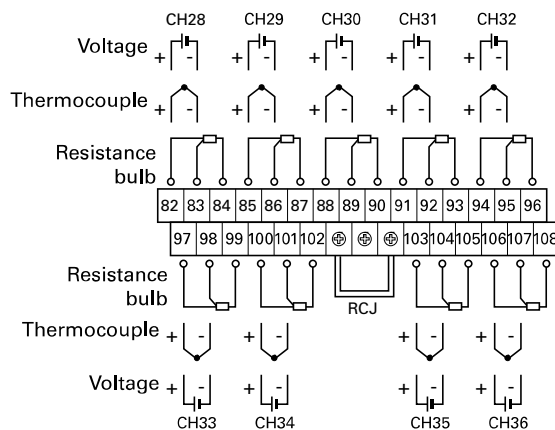 CH28 CH29 CH30 CH31 CH32
Voltage + - + - + - + - + -
Thermocouple + - + - + - + - + -
Resistance
bulb
82 83 84 85 86 87 88 89 90 91 92 93 94 95 96
97 98 99 100 101 102 103 104 105 106 107 108
Resistance
bulb
RCJ
Thermocouple + - + - + - + -
Voltage + - + - + - + -
CH33 CH34 CH35 CH36